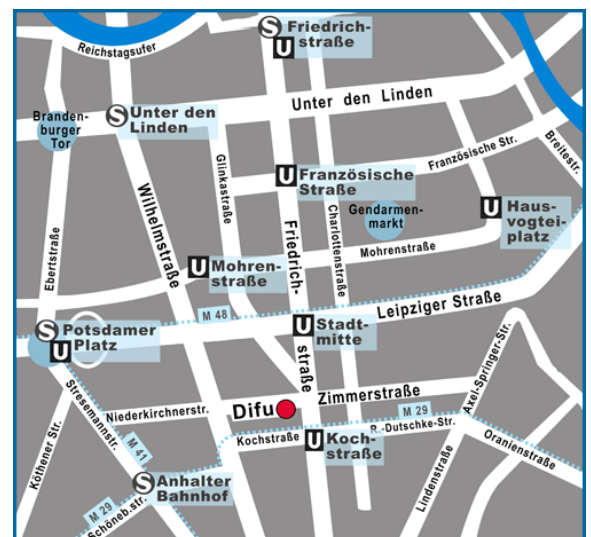 Reichstagsufer
S
Friedrich-
straße
U
Unter den Linden
Branden-
burger
Tor
S
Unter den
Linden
Breitestr.
Glinkastraße
Französische Str.
U
Französische
Straße
Wilhelmstraße
Gendarmen-
markt
Charlottenstraße
U
Haus-
vogtei-
platz
Friedrich-
straße
Mohrenstraße
Ebertstraße
U
Mohren-
straße
M 48
Leipziger Straße
S
Potsdamer
U
Platz
U
Stadt-
mitte
Axel-Springer-Str.
Zimmerstraße
Stresemannstr.
Niederkirchnerstr.
Difu
M 29
R.-Dutschke-Str.
Kochstraße
U
Koch-
straße
Oranienstraße
M 41
Köthener Str.
Lindenstraße
S
Anhalter
Bahnhof
M 29
Schöneb.str.